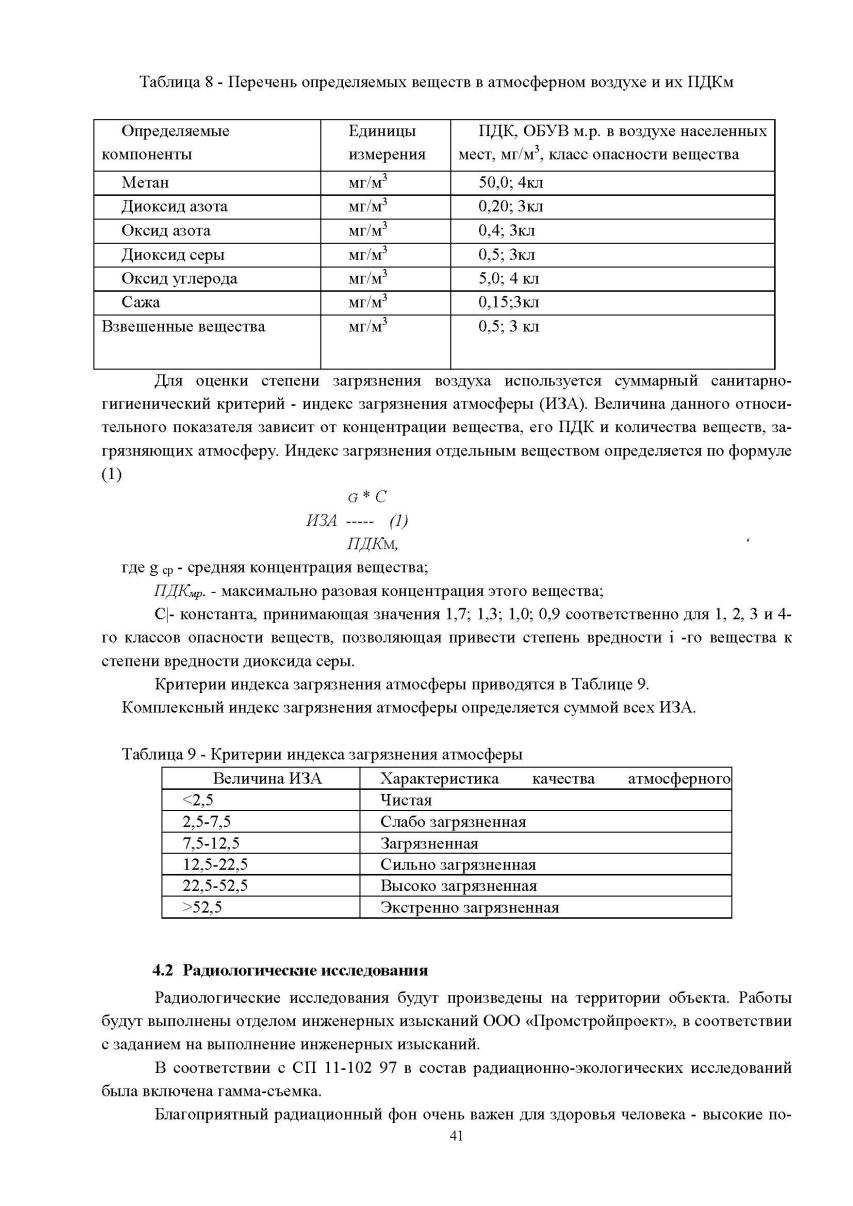 Таблица 8 - Перечень определяемых веществ в атмосферном воздухе и их ПДКм
Определяемые компоненты Единицы измерения ПДК, ОБУВ м.р. в воздухе населенных мест, мг/м³, класс опасности вещества
Метан мг/м³ 50,0; 4кл
Диоксид азота мг/м³ 0,20; 3кл
Оксид азота мг/м³ 0,4; 3кл
Диоксид серы мг/м³ 0,5; 3кл
Оксид углерода мг/м³ 5,0; 4 кл
Сажа мг/м³ 0,15;3кл
Взвешенные вещества мг/м³ 0,5; 3 кл
Для оценки степени загрязнения воздуха используется суммарный санитарно-
гигиенический критерий - индекс загрязнения атмосферы (ИЗА). Величина данного относи-
тельного показателя зависит от концентрации вещества, его ПДК и количества веществ, за-
грязняющих атмосферу. Индекс загрязнения отдельным веществом определяется по формуле
(1)
G * C
ИЗА ----- (1)
ПДКм,
где g ср - средняя концентрация вещества;
ПДКмр. - максимально разовая концентрация этого вещества;
С|- константа, принимающая значения 1,7; 1,3; 1,0; 0,9 соответственно для 1, 2, 3 и 4-
го классов опасности веществ, позволяющая привести степень вредности i -го вещества к
степени вредности диоксида серы.
Критерии индекса загрязнения атмосферы приводятся в Таблице 9.
Комплексный индекс загрязнения атмосферы определяется суммой всех ИЗА.
Таблица 9 - Критерии индекса загрязнения атмосферы
Величина ИЗА Характеристика качества атмосферного
<2,5 Чистая
2,5-7,5 Слабо загрязненная
7,5-12,5 Загрязненная
12,5-22,5 Сильно загрязненная
22,5-52,5 Высоко загрязненная
>52,5 Экстренно загрязненная
4.2 Радиологические исследования
Радиологические исследования будут произведены на территории объекта. Работы
будут выполнены отделом инженерных изысканий ООО «Промстройпроект», в соответствии
с заданием на выполнение инженерных изысканий.
В соответствии с СП 11-102 97 в состав радиационно-экологических исследований
была включена гамма-съемка.
Благоприятный радиационный фон очень важен для здоровья человека - высокие по-
41